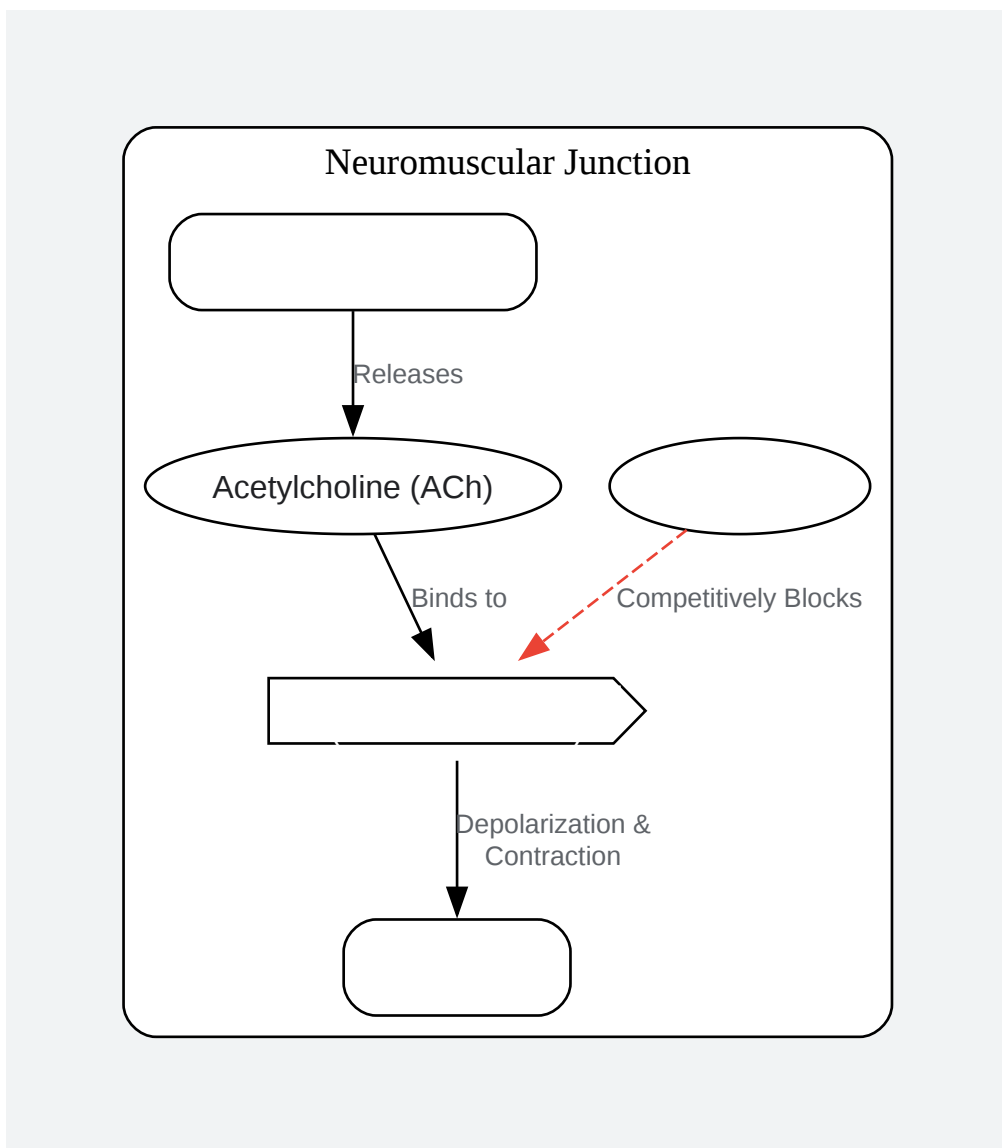 Neuromuscular Junction
Releases
Acetylcholine (ACh)
Binds to
Competitively Blocks
Depolarization &
Contraction